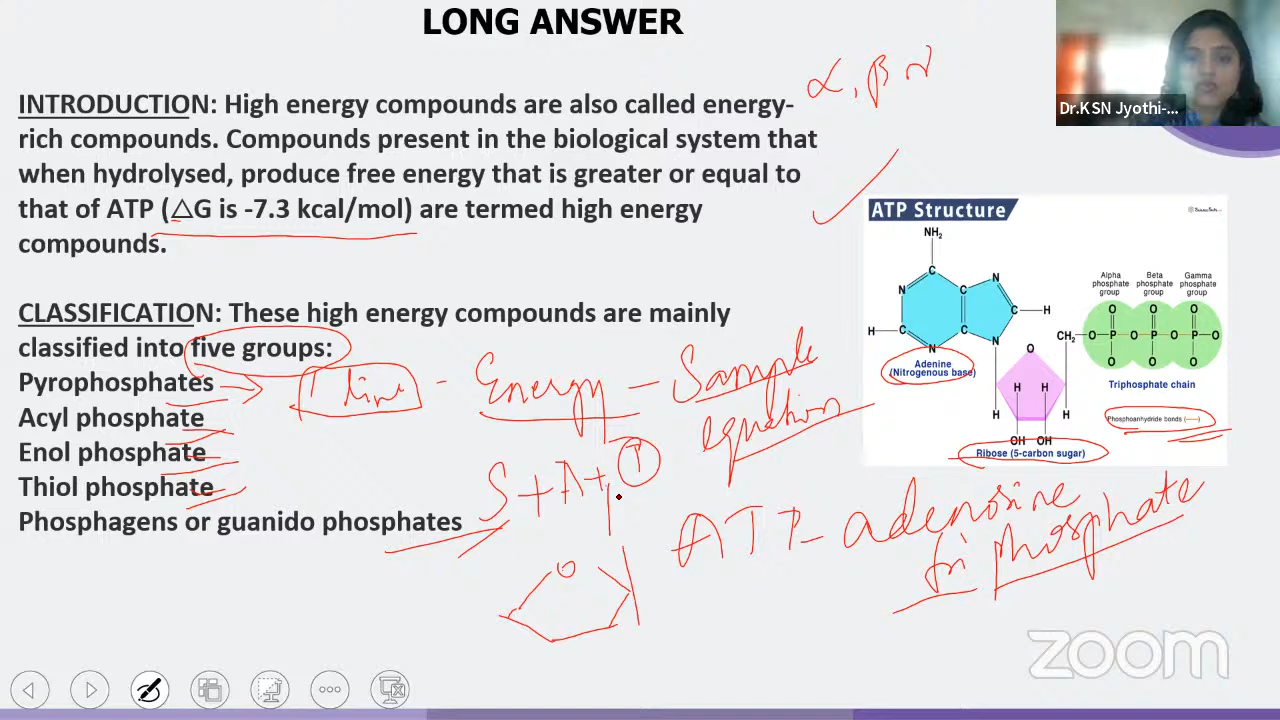 LONG ANSWER
INTRODUCTION: High energy compounds are also called energy-
rich compounds. Compounds present in the biological system that
when hydrolysed, produce free energy that is greater or equal to
that of ATP (△G is -7.3 kcal/mol) are termed high energy
compounds.
CLASSIFICATION: These high energy compounds are mainly
classified into five groups:
Pyrophosphates
Acyl phosphate
Enol phosphate
Thiol phosphate
Phosphagens or guanido phosphates
1 line - Energy - Sample
equation
S + A +
O
ATP - adenosine
tri phosphate
α, β
Dr.KSN Jyothi-...
ATP Structure
NH₂
C
N
C
N
C
H
H
C
C
N
N
Adenine
(Nitrogenous base)
Alpha
phosphate
group
Beta
phosphate
group
Gamma
phosphate
group
O O O
CH₂ O P O P O P O
O O O
Triphosphate chain
Phosphoanhydride bonds (——)
O
H H
H H
OH OH
Ribose (5-carbon sugar)
zoom